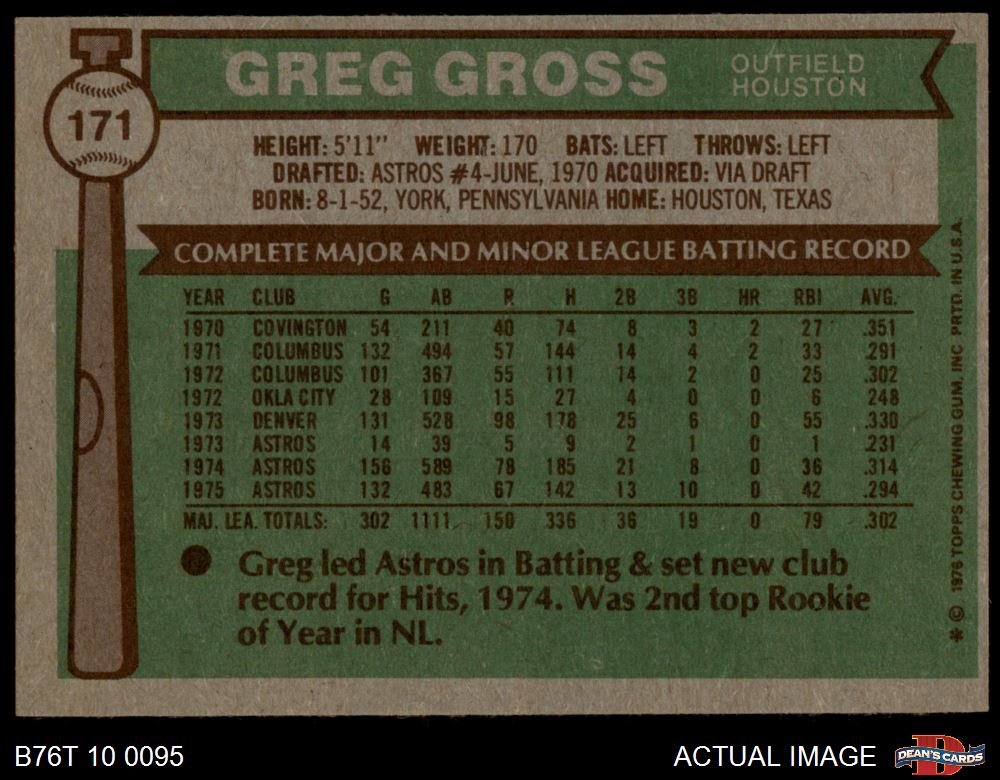 171
GREG GROSS
OUTFIELD
HOUSTON
HEIGHT: 5'11" WEIGHT: 170 BATS: LEFT THROWS: LEFT
DRAFTED: ASTROS #4-JUNE, 1970 ACQUIRED: VIA DRAFT
BORN: 8-1-52, YORK, PENNSYLVANIA HOME: HOUSTON, TEXAS
COMPLETE MAJOR AND MINOR LEAGUE BATTING RECORD
YEAR CLUB G AB R H 2B 3B HR RBI AVG.
1970 COVINGTON 54 211 40 74 8 3 2 27 .351
1971 COLUMBUS 132 494 57 144 14 4 2 33 .291
1972 COLUMBUS 101 367 55 111 14 2 0 25 .302
1972 OKLA CITY 28 109 15 27 4 0 0 6 .248
1973 DENVER 131 528 98 178 25 6 0 55 .330
1973 ASTROS 14 39 5 9 2 1 0 1 .231
1974 ASTROS 156 589 78 185 21 8 0 36 .314
1975 ASTROS 132 483 67 142 13 10 0 42 .294
MAJ. LEA. TOTALS: 302 1111 150 336 36 19 0 79 .302
Greg led Astros in Batting & set new club
record for Hits, 1974. Was 2nd top Rookie
of Year in NL.
* © 1976 TOPPS CHEWING GUM, INC PRTD. IN U.S.A.
B76T 10 0095
ACTUAL IMAGE
D
DEAN'S CARDS